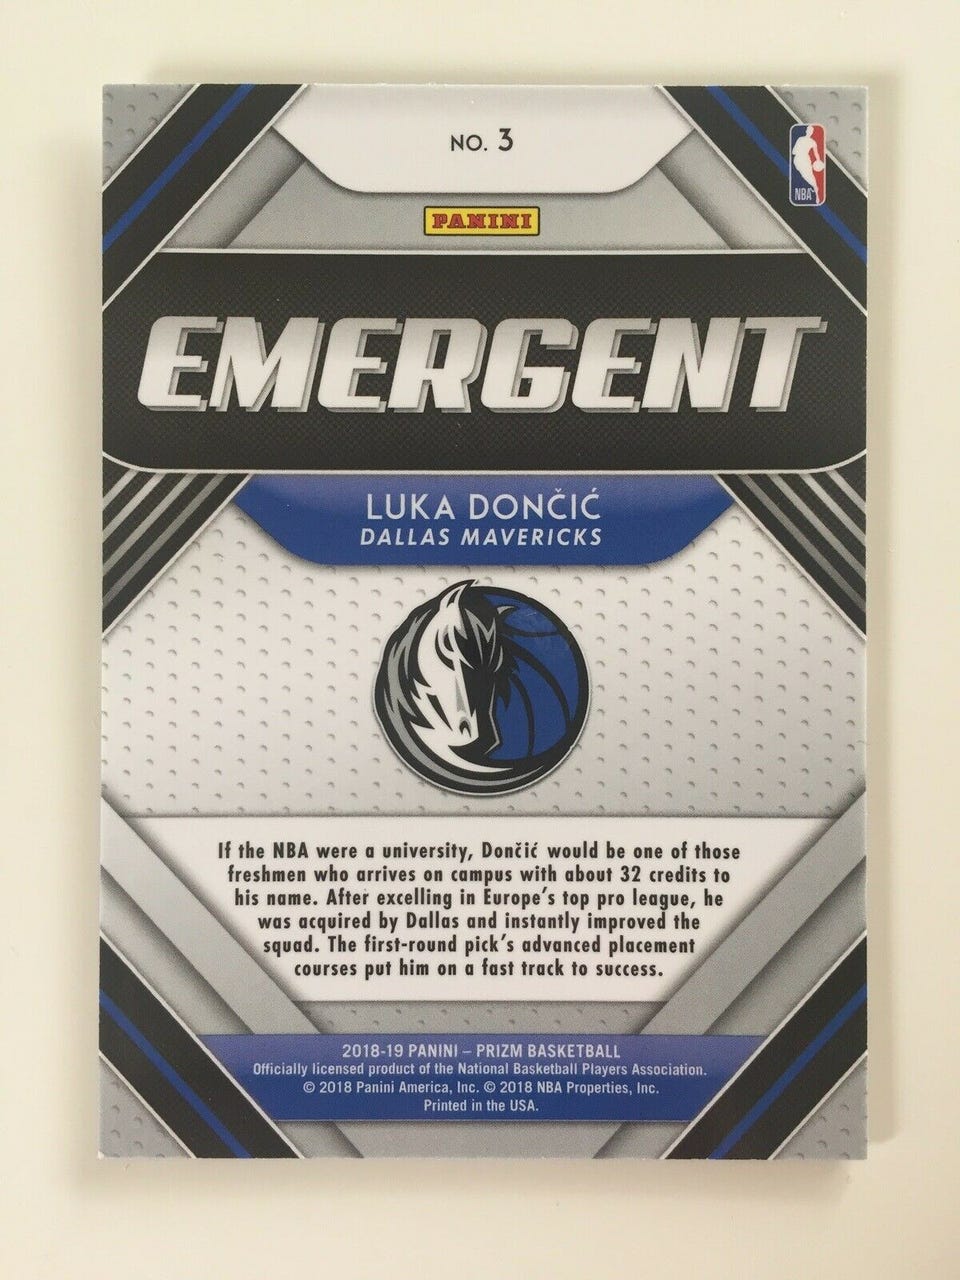 NO. 3
NBA
PANINI
EMERGENT
LUKA DONČIĆ
DALLAS MAVERICKS
If the NBA were a university, Dončić would be one of those
freshmen who arrives on campus with about 32 credits to
his name. After excelling in Europe's top pro league, he
was acquired by Dallas and instantly improved the
squad. The first-round pick's advanced placement
courses put him on a fast track to success.
2018-19 PANINI – PRIZM BASKETBALL
Officially licensed product of the National Basketball Players Association.
© 2018 Panini America, Inc. © 2018 NBA Properties, Inc.
Printed in the USA.